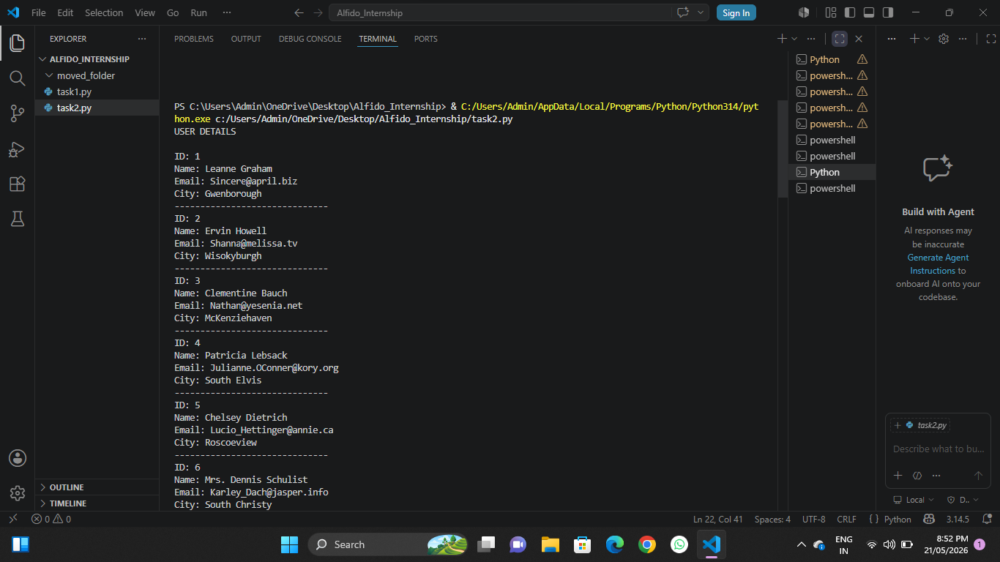 File Edit Selection View Go Run ···
Alfido_Internship
Sign In
EXPLORER ···
ALFIDO_INTERNSHIP
moved_folder
task1.py
task2.py
OUTLINE
TIMELINE
PROBLEMS OUTPUT DEBUG CONSOLE TERMINAL PORTS
PS C:\Users\Admin\OneDrive\Desktop\Alfido_Internship> & C:/Users/Admin/AppData/Local/Programs/Python/Python314/pyt
hon.exe c:/Users/Admin/OneDrive/Desktop/Alfido_Internship/task2.py
USER DETAILS
ID: 1
Name: Leanne Graham
Email: Sincere@april.biz
City: Gwenborough
------------------------------
ID: 2
Name: Ervin Howell
Email: Shanna@melissa.tv
City: Wisokyburgh
------------------------------
ID: 3
Name: Clementine Bauch
Email: Nathan@yesenia.net
City: McKenziehaven
------------------------------
ID: 4
Name: Patricia Lebsack
Email: Julianne.OConner@kory.org
City: South Elvis
------------------------------
ID: 5
Name: Chelsey Dietrich
Email: Lucio_Hettinger@annie.ca
City: Roscoeview
------------------------------
ID: 6
Name: Mrs. Dennis Schulist
Email: Karley_Dach@jasper.info
City: South Christy
Python
powersh...
powersh...
powersh...
powersh...
powershell
powershell
Python
powershell
Build with Agent
AI responses may
be inaccurate
Generate Agent
Instructions to
onboard AI onto your
codebase.
task2.py
Describe what to bu...
Local D..
0 0
Ln 22, Col 41 Spaces: 4 UTF-8 CRLF { } Python 3.14.5
Search
ENG
IN
8:52 PM
21/05/2026
1